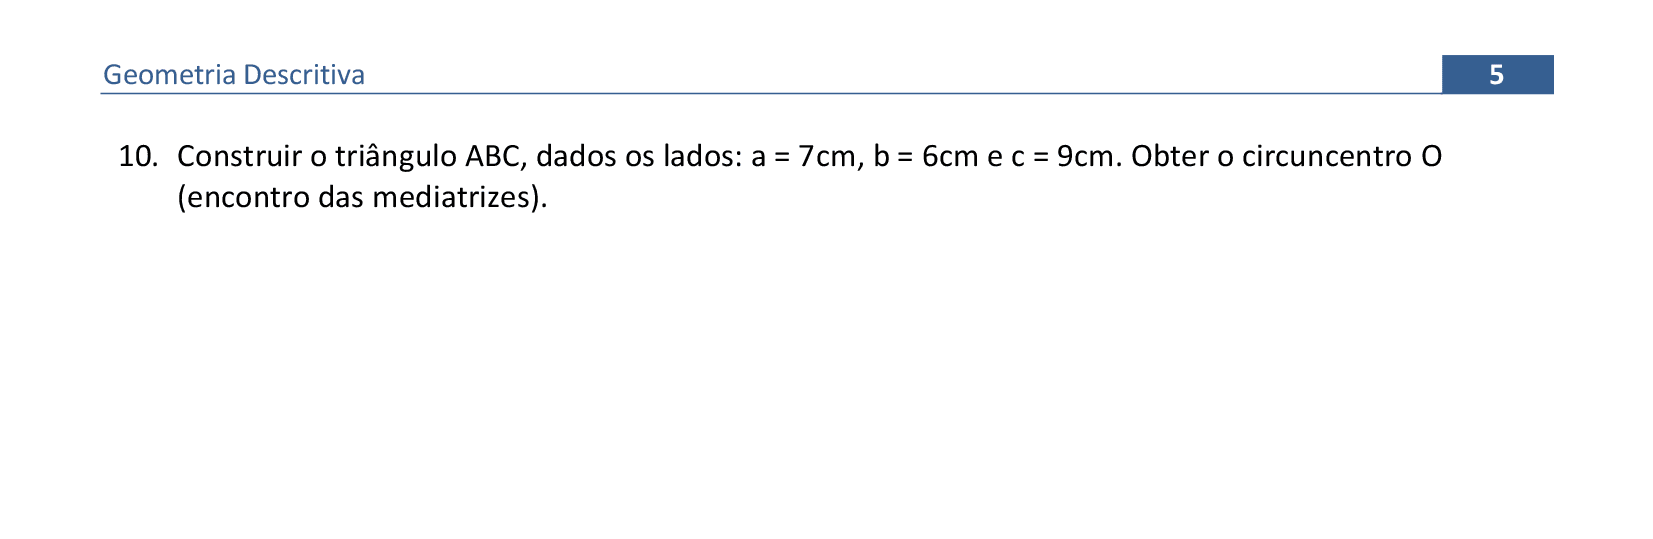 Geometria Descritiva 5
10. Construir o triângulo ABC, dados os lados: a = 7cm, b = 6cm e c = 9cm. Obter o circuncentro O
(encontro das mediatrizes).